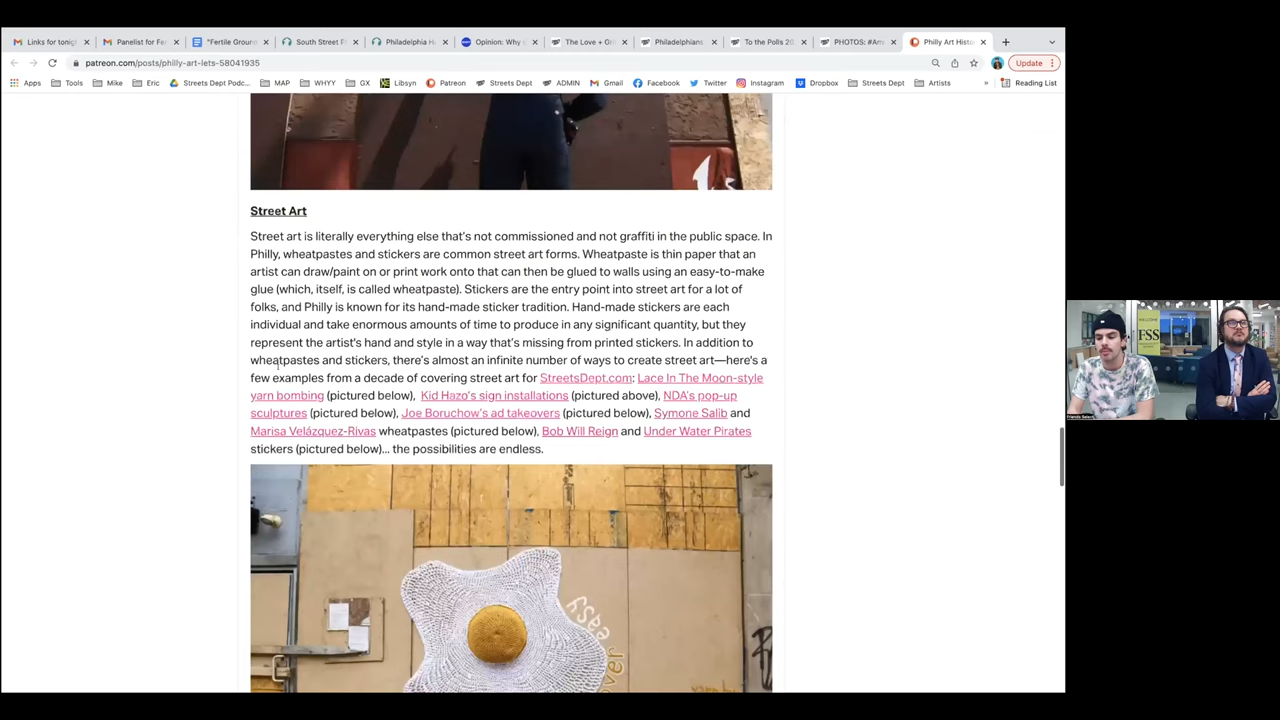 Links for tonig
Panelist for Fe
"Fertile Ground
South Street P
Philadelphia H
Opinion: Why
The Love + Gr
Philadelphians
To the Polls 20
PHOTOS: #Am
Philly Art Histo
patreon.com/posts/philly-art-lets-58041935
Update
Apps
Tools
Mike
Eric
Streets Dept Podc...
MAP
WHYY
GX
Libsyn
Patreon
Streets Dept
ADMIN
Gmail
Facebook
Twitter
Instagram
Dropbox
Streets Dept
Artists
»
Reading List
Street Art
Street art is literally everything else that's not commissioned and not graffiti in the public space. In
Philly, wheatpastes and stickers are common street art forms. Wheatpaste is thin paper that an
artist can draw/paint on or print work onto that can then be glued to walls using an easy-to-make
glue (which, itself, is called wheatpaste). Stickers are the entry point into street art for a lot of
folks, and Philly is known for its hand-made sticker tradition. Hand-made stickers are each
individual and take enormous amounts of time to produce in any significant quantity, but they
represent the artist's hand and style in a way that's missing from printed stickers. In addition to
wheatpastes and stickers, there's almost an infinite number of ways to create street art—here's a
few examples from a decade of covering street art for StreetsDept.com: Lace In The Moon-style
yarn bombing (pictured below), Kid Hazo's sign installations (pictured above), NDA's pop-up
sculptures (pictured below), Joe Boruchow's ad takeovers (pictured below), Symone Salib and
Marisa Velázquez-Rivas wheatpastes (pictured below), Bob Will Reign and Under Water Pirates
stickers (pictured below)... the possibilities are endless.
easy
over
WELCOME
FSS
Friends Select